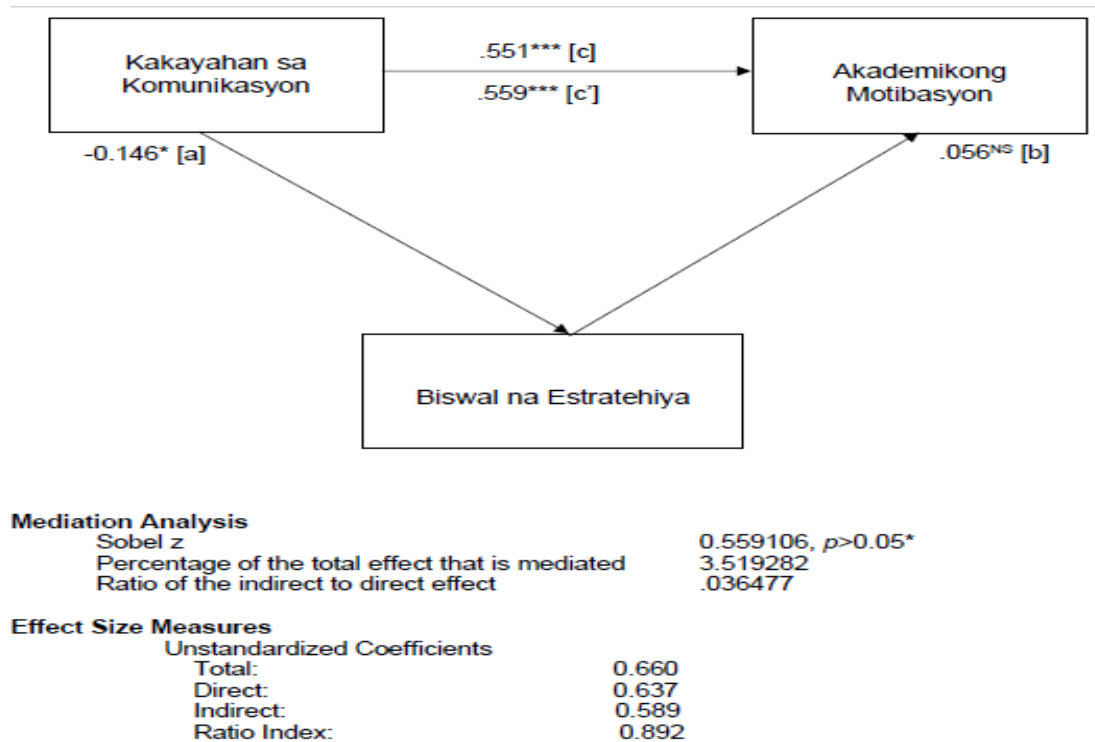 Kakayahan sa
Komunikasyon
.551*** [c]
.559*** [c']
Akademikong
Motibasyon
-0.146* [a]
.056NS [b]
Biswal na Estratehiya
Mediation Analysis
Sobel z 0.559106, p>0.05*
Percentage of the total effect that is mediated 3.519282
Ratio of the indirect to direct effect .036477
Effect Size Measures
Unstandardized Coefficients
Total: 0.660
Direct: 0.637
Indirect: 0.589
Ratio Index: 0.892